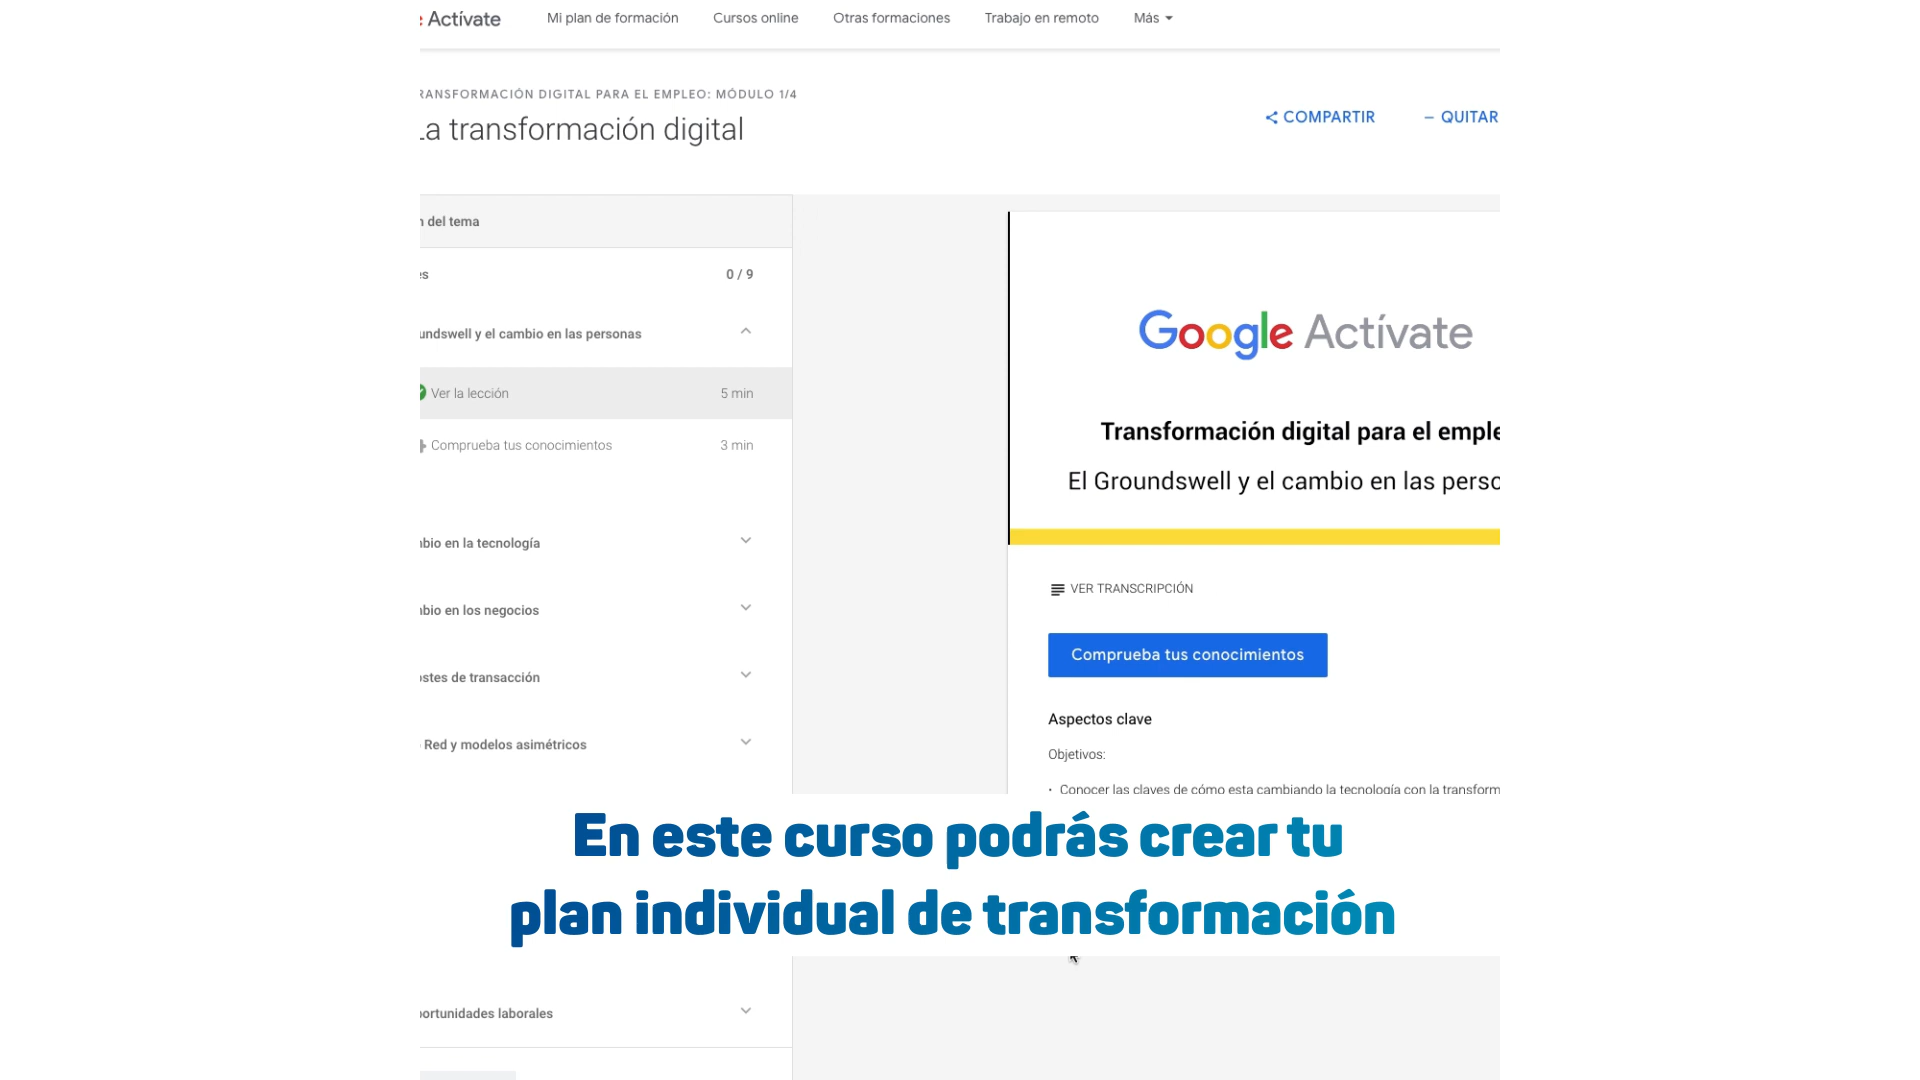 Actívate
Mi plan de formación Cursos online Otras formaciones Trabajo en remoto Más
RANSFORMACIÓN DIGITAL PARA EL EMPLEO: MÓDULO 1/4
La transformación digital
COMPARTIR
QUITAR
del tema
0 / 9
undswell y el cambio en las personas
Ver la lección 5 min
Comprueba tus conocimientos 3 min
bio en la tecnología
bio en los negocios
ostes de transacción
Red y modelos asimétricos
ortunidades laborales
Google Actívate
Transformación digital para el emple
El Groundswell y el cambio en las perso
VER TRANSCRIPCIÓN
Comprueba tus conocimientos
Aspectos clave
Objetivos:
• Conocer las claves de cómo esta cambiando la tecnología con la transform
En este curso podrás crear tu
plan individual de transformación